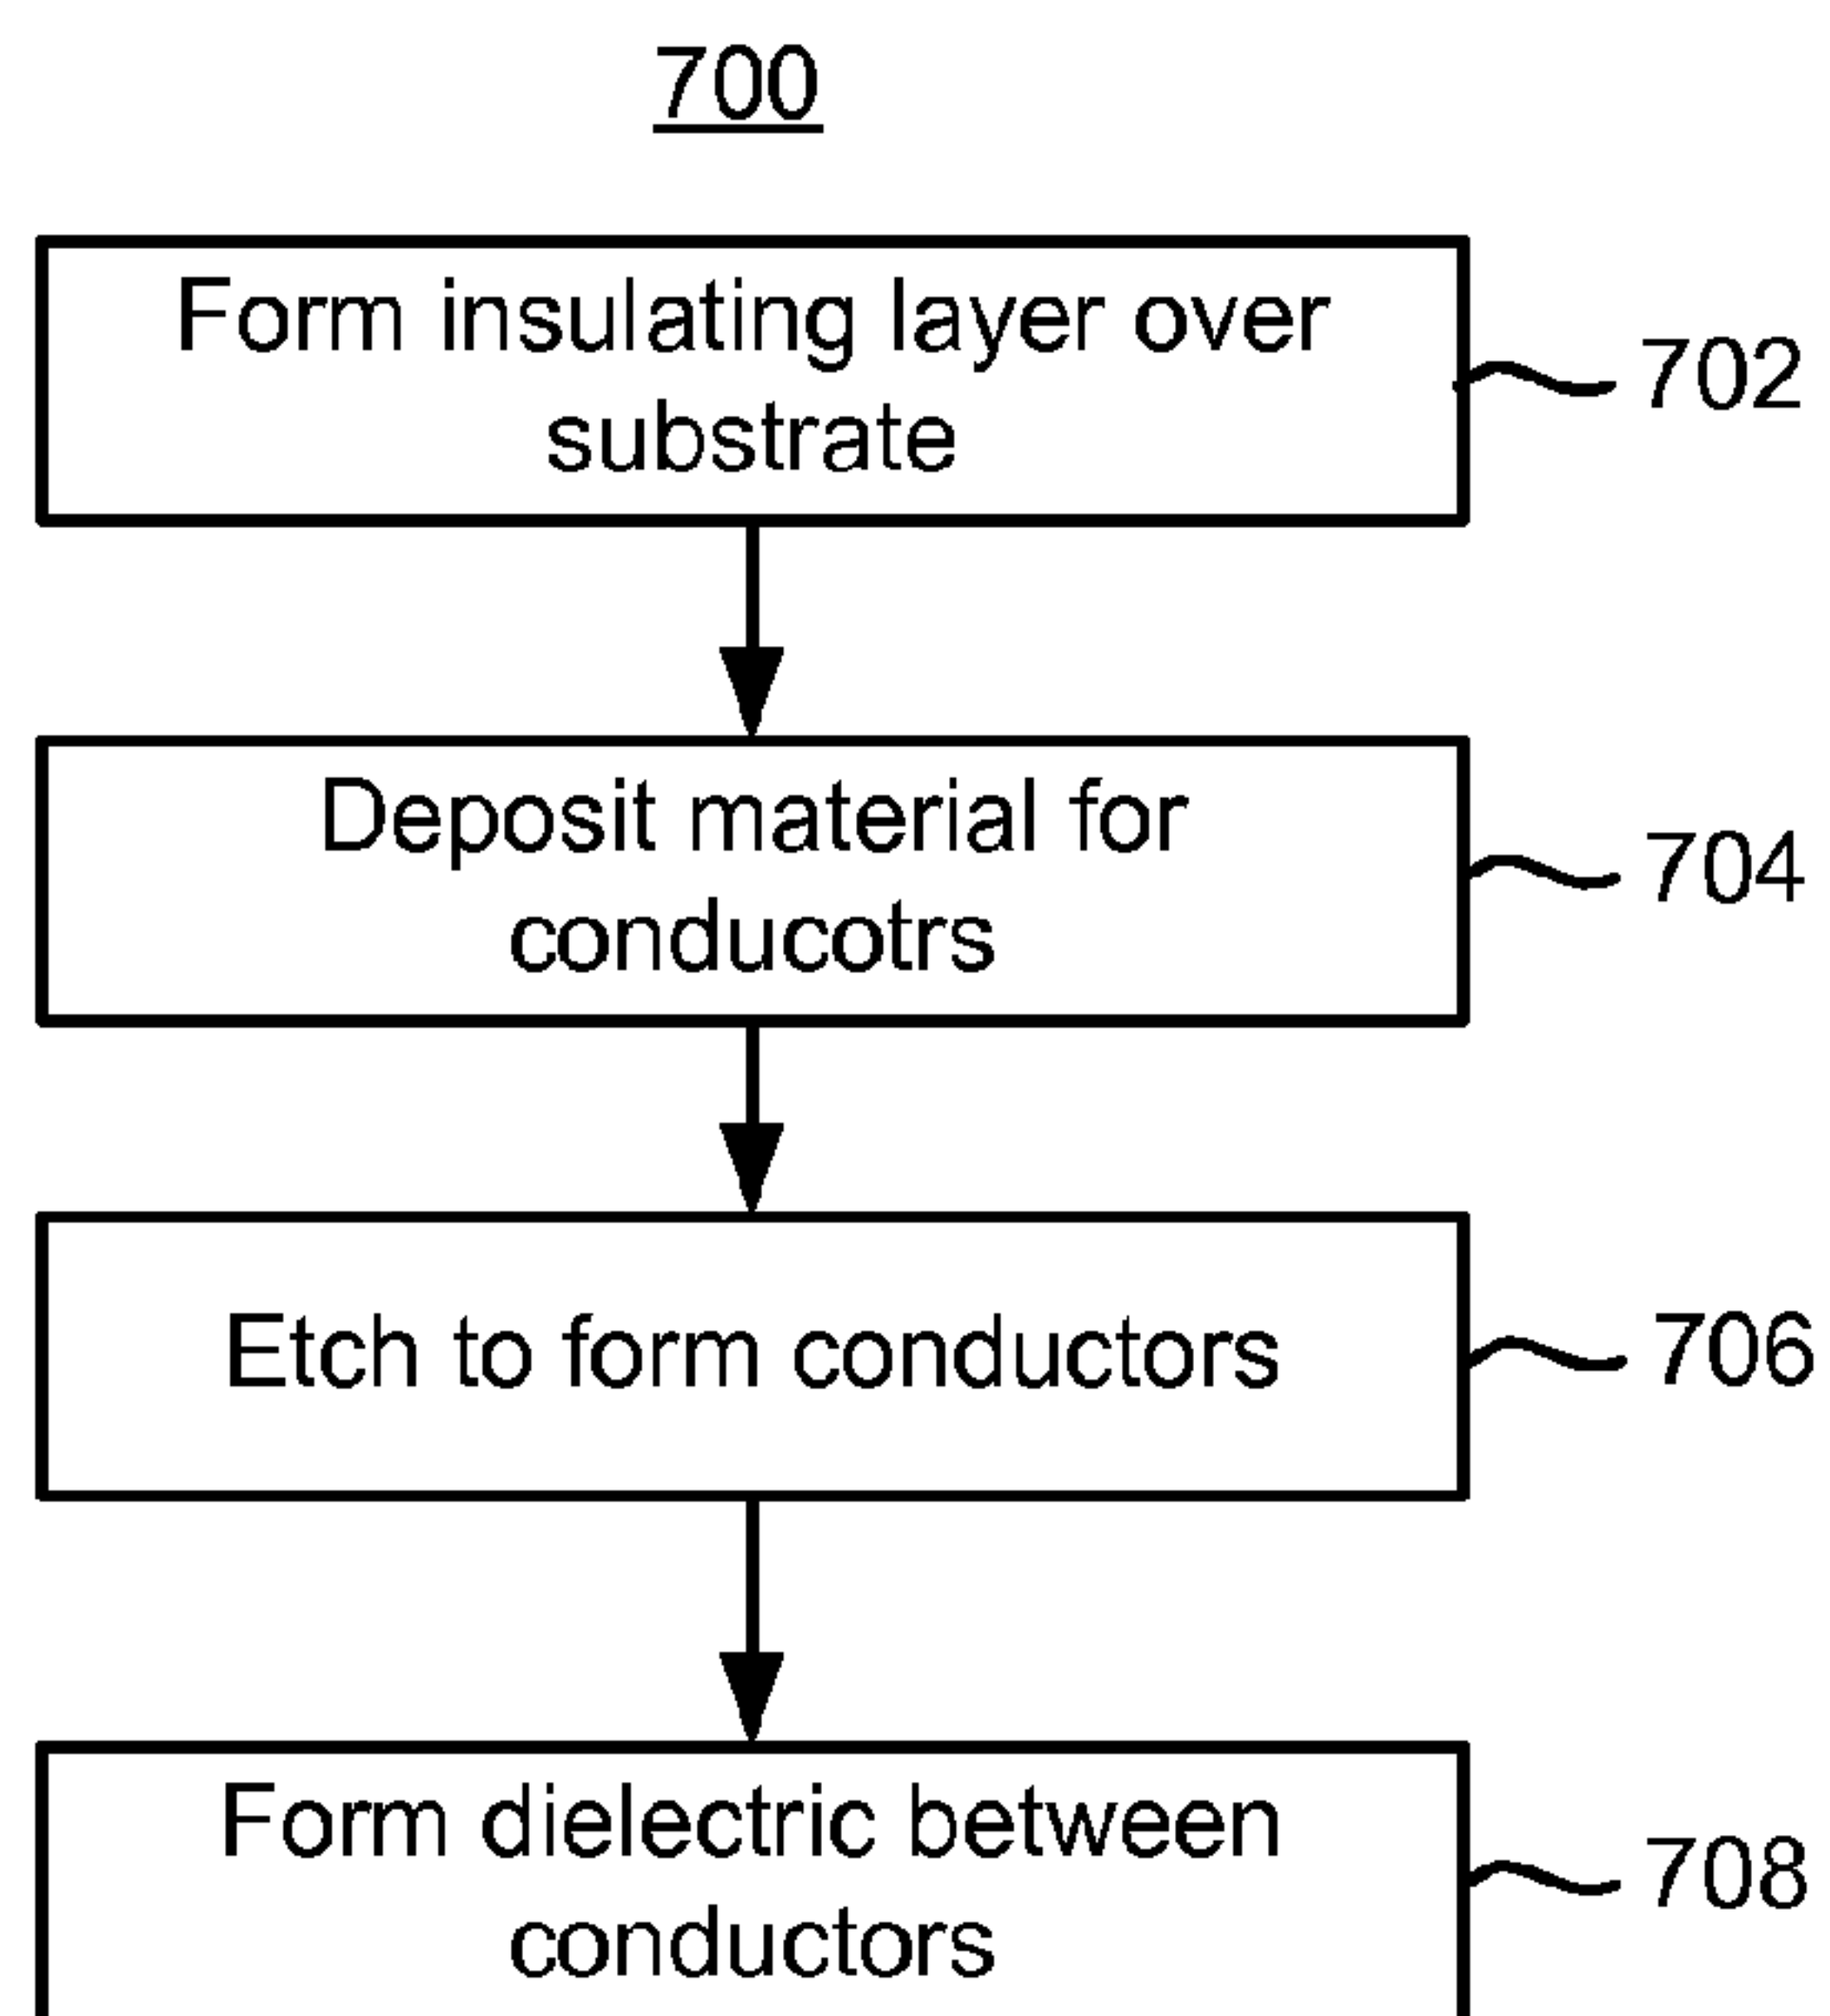 700
Form insulating layer over
substrate
702
Deposit material for
conducotrs
704
Etch to form conductors
706
Form dielectric between
conductors
708